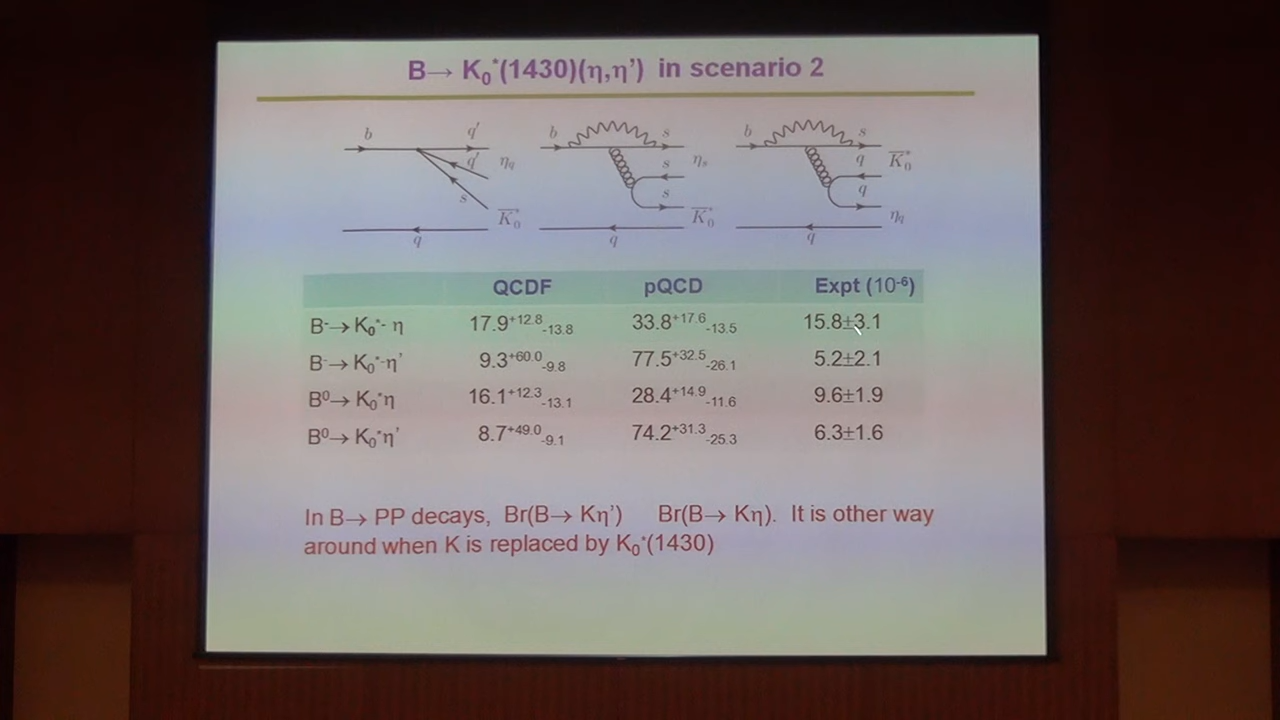 B→ K₀*(1430)(η,η') in scenario 2
b q' q' ηq s K̄₀* q
b s s ηs s K̄₀* q
b s q K̄₀* q ηq q
QCDF pQCD Expt (10⁻⁶)
B⁻→ K₀*⁻ η 17.9⁺¹²·⁸₋₁₃.₈ 33.8⁺¹⁷·⁶₋₁₃.₅ 15.8±3.1
B⁻→ K₀*⁻η' 9.3⁺⁶⁰·⁰₋₉.₈ 77.5⁺³²·⁵₋₂₆.₁ 5.2±2.1
B⁰→ K₀*η 16.1⁺¹²·³₋₁₃.₁ 28.4⁺¹⁴·⁹₋₁₁.₆ 9.6±1.9
B⁰→ K₀*η' 8.7⁺⁴⁹·⁰₋₉.₁ 74.2⁺³¹·³₋₂₅.₃ 6.3±1.6
In B→ PP decays, Br(B→ Kη') Br(B→ Kη). It is other way
around when K is replaced by K₀*(1430)